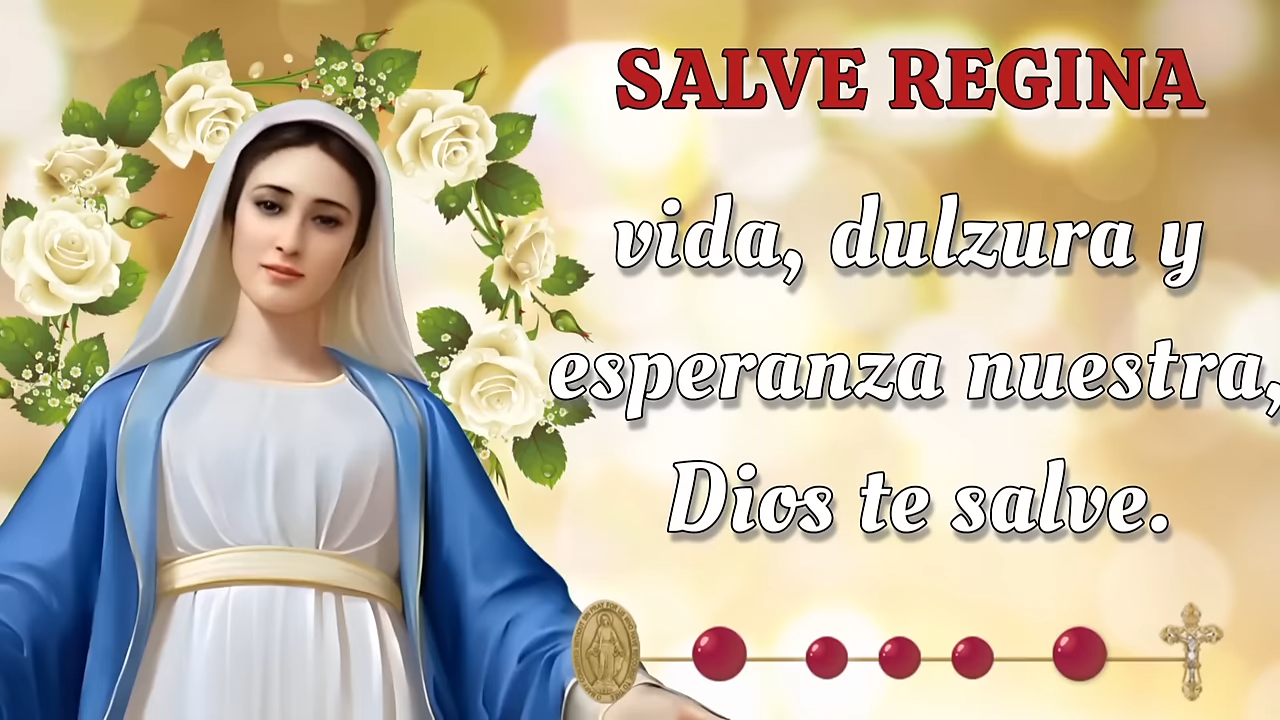 SALVE REGINA
vida, dulzura y
esperanza nuestra,
Dios te salve.